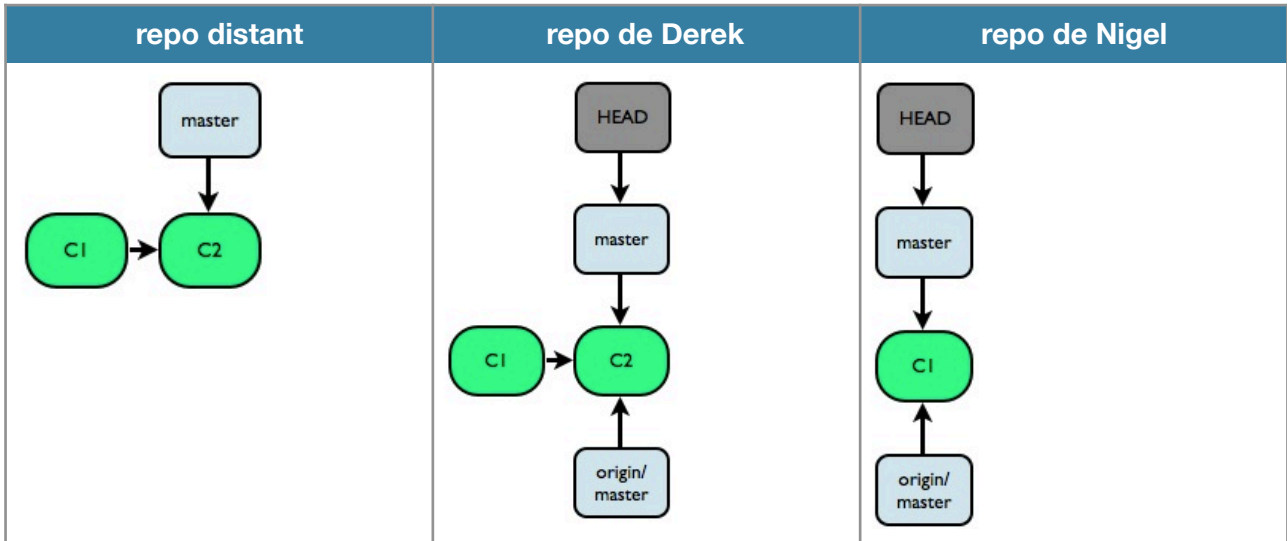 repo distant
repo de Derek
repo de Nigel
master
C1
C2
HEAD
master
C1
C2
origin/
master
HEAD
master
C1
origin/
master